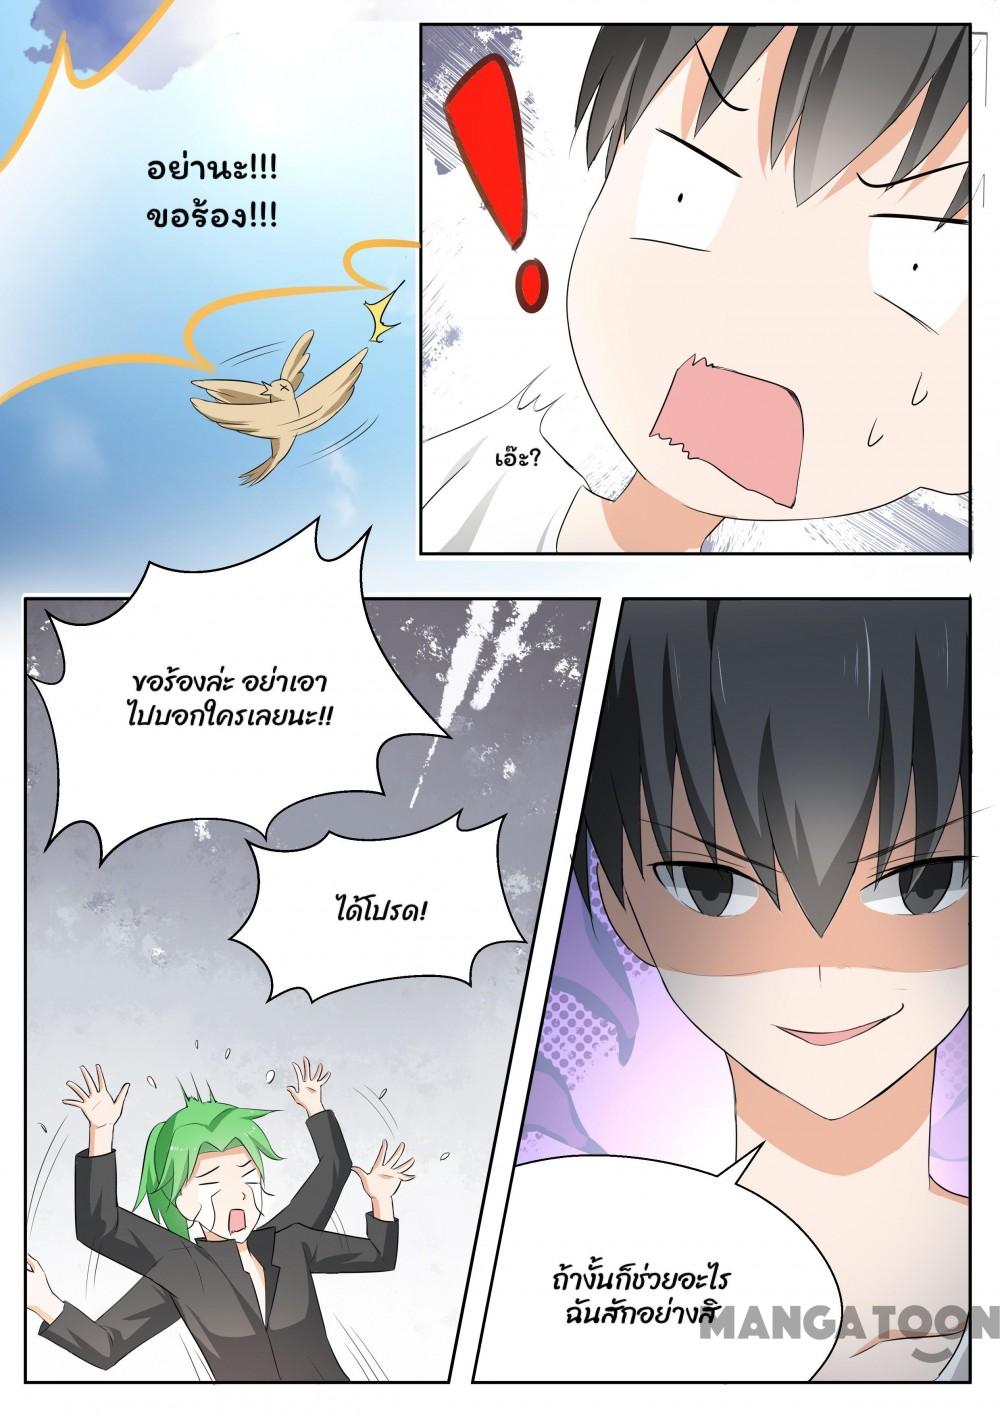 อย่านะ!!!
ขอร้อง!!!
เอ๊ะ?
ขอร้องล่ะ อย่าเอา
ไปบอกใครเลยนะ!!
ได้โปรด!
ถ้างั้นก็ช่วยอะไร
ฉันสักอย่างสิ
MANGATOON